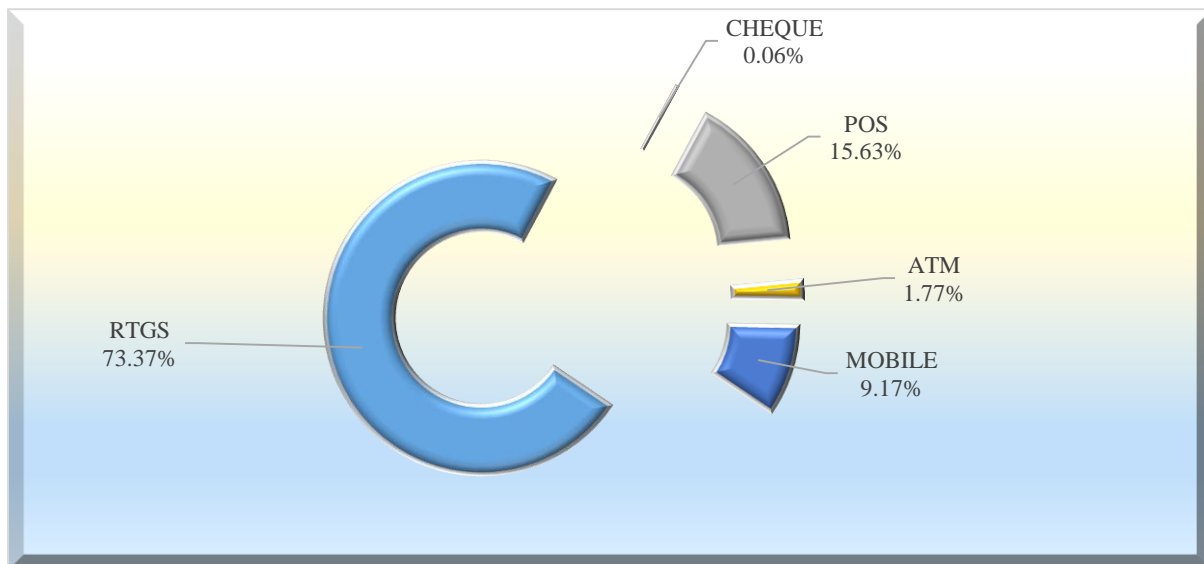 CHEQUE
0.06%
POS
15.63%
ATM
1.77%
MOBILE
9.17%
RTGS
73.37%